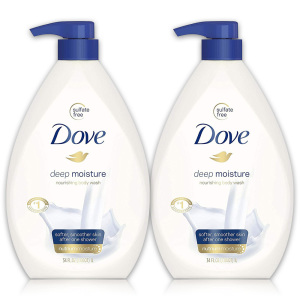 sulfate
free
Dove
deep moisture
nourishing body wash
softer, smoother skin
after one shower
sulfate
free
Dove
deep moisture
nourishing body wash
softer, smoother skin
after one shower